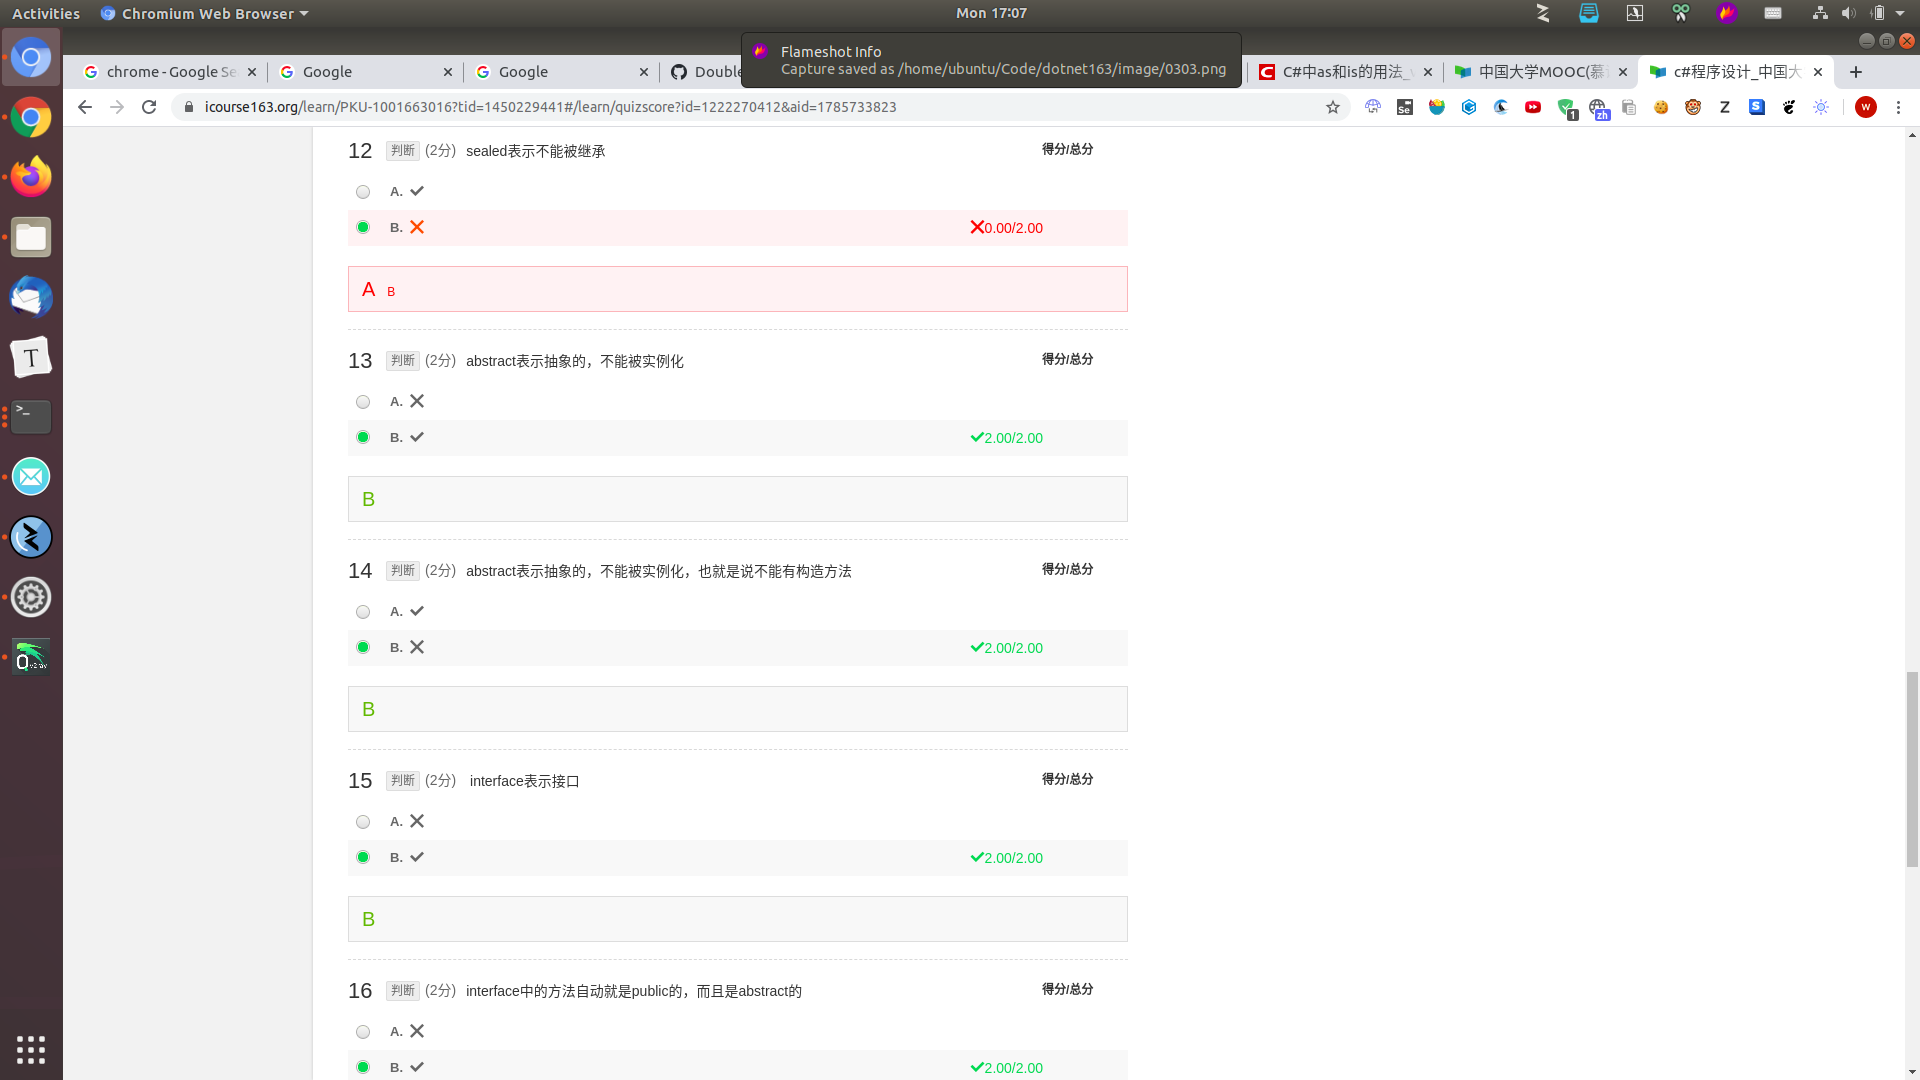 Activities
Chromium Web Browser
Mon 17:07
Flameshot Info
Capture saved as /home/ubuntu/Code/dotnet163/image/0303.png
chrome - Google Se
Google
Google
Double
C#中as和is的用法_
中国大学MOOC(慕
c#程序设计_中国大
icourse163.org/learn/PKU-1001663016?tid=1450229441#/learn/quizscore?id=1222270412&aid=1785733823
12 判断 (2分) sealed表示不能被继承 得分/总分
A.
B. 0.00/2.00
A B
13 判断 (2分) abstract表示抽象的，不能被实例化 得分/总分
A.
B. 2.00/2.00
B
14 判断 (2分) abstract表示抽象的，不能被实例化，也就是说不能有构造方法 得分/总分
A.
B. 2.00/2.00
B
15 判断 (2分) interface表示接口 得分/总分
A.
B. 2.00/2.00
B
16 判断 (2分) interface中的方法自动就是public的，而且是abstract的 得分/总分
A.
B. 2.00/2.00